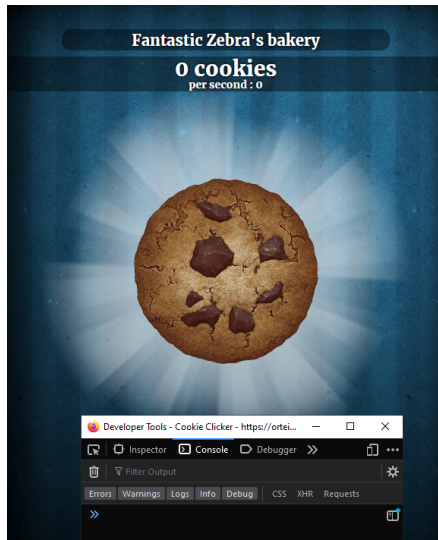 Fantastic Zebra's bakery
0 cookies
per second : 0
Developer Tools - Cookie Clicker - https://ortei...
Inspector Console Debugger
Filter Output
Errors Warnings Logs Info Debug CSS XHR Requests